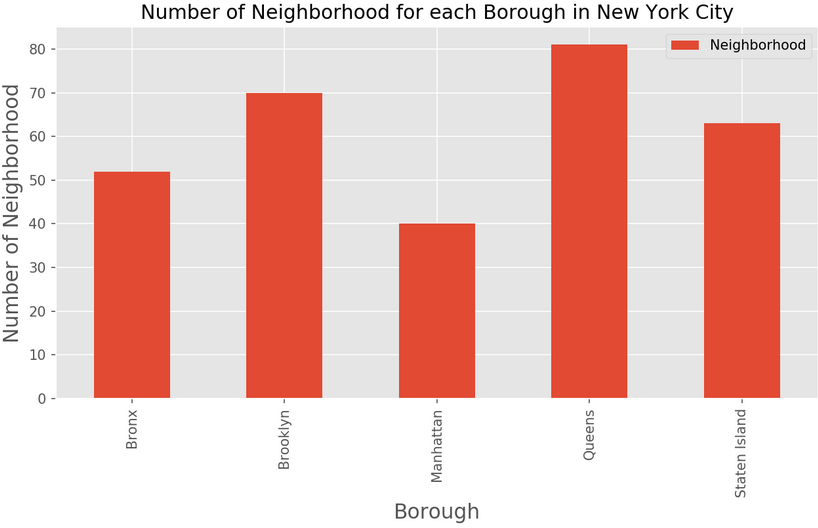 Number of Neighborhood for each Borough in New York City
Neighborhood
Number of Neighborhood
80
70
60
50
40
30
20
10
0
Bronx
Brooklyn
Manhattan
Queens
Staten Island
Borough